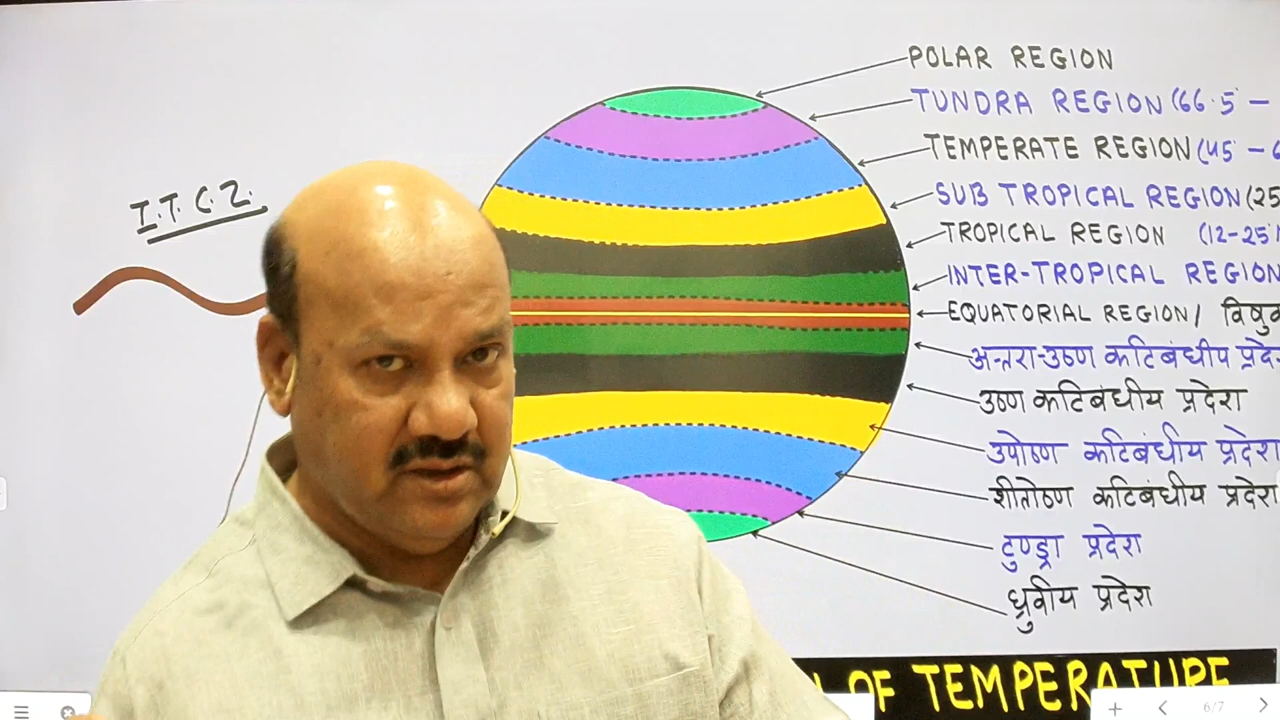 POLAR REGION
TUNDRA REGION (66.5° –
TEMPERATE REGION (45° – 6
SUB TROPICAL REGION (25
I.T.C.Z.
TROPICAL REGION (12-25°
INTER-TROPICAL REGION
EQUATORIAL REGION / विषुव
अन्तरा-उष्ण कटिबंधीय प्रदेश
उष्ण कटिबंधीय प्रदेश
उपोष्ण कटिबंधीय प्रदेश
शीतोष्ण कटिबंधीय प्रदेश
टुण्ड्रा प्रदेश
ध्रुवीय प्रदेश
OF TEMPERATURE
6/7